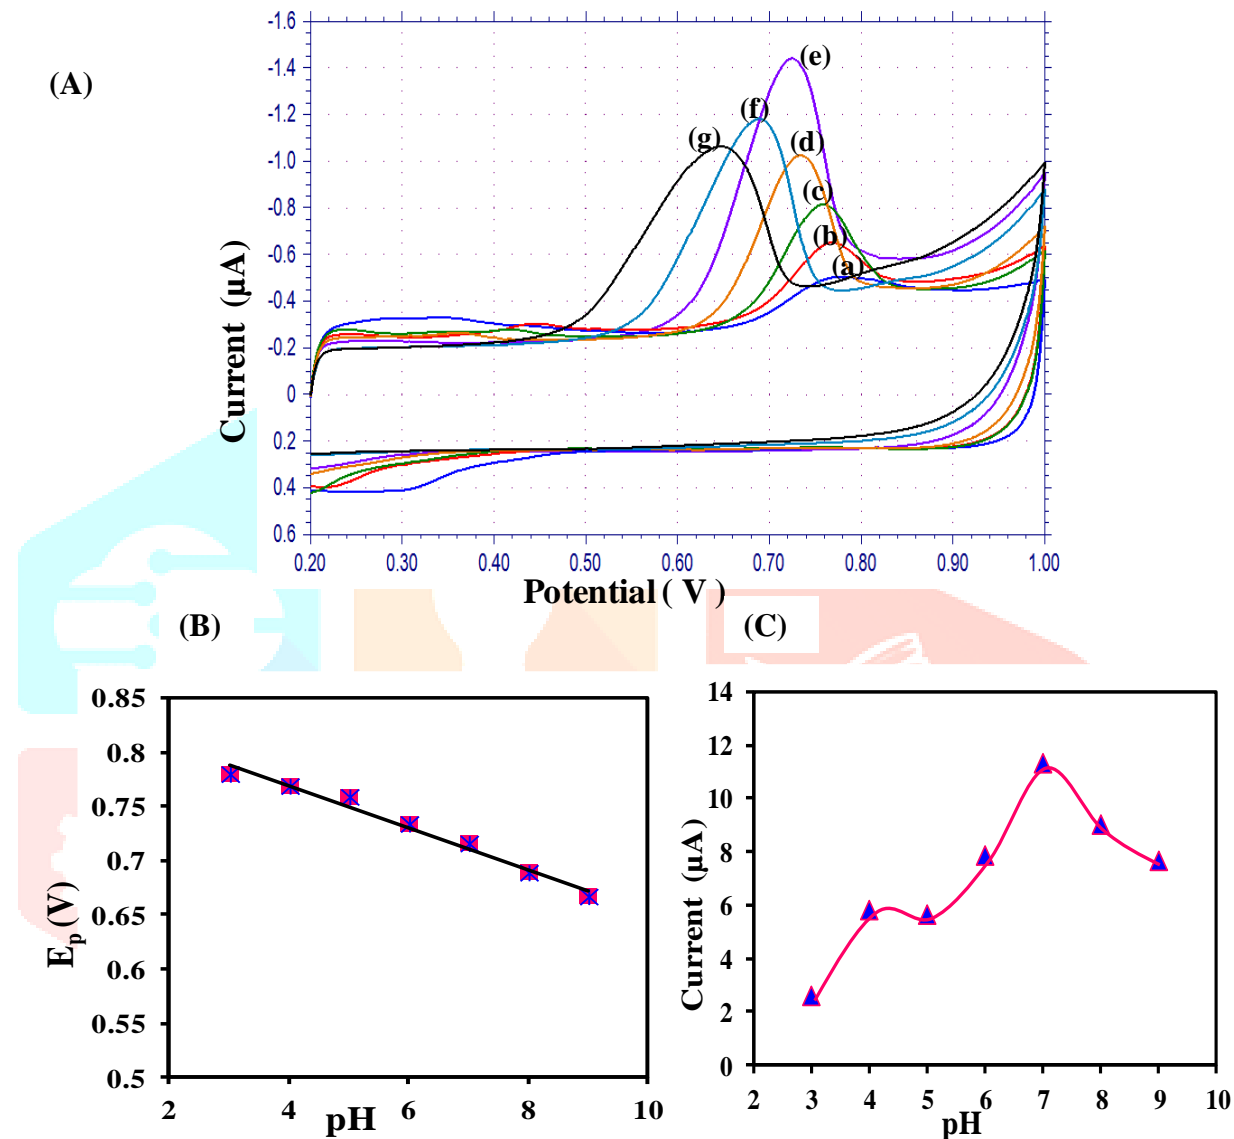 (A)
Current (µA)
-1.6
-1.4
-1.2
-1.0
-0.8
-0.6
-0.4
-0.2
0
0.2
0.4
0.6
(e)
(f)
(g)
(d)
(c)
(b)
(a)
0.20 0.30 0.40 0.50 0.60 0.70 0.80 0.90 1.00
Potential ( V )
(B)
Ep (V)
0.85
0.8
0.75
0.7
0.65
0.6
0.55
0.5
2 4 6 8 10
pH
(C)
Current (µA)
14
12
10
8
6
4
2
0
2 3 4 5 6 7 8 9 10
pH